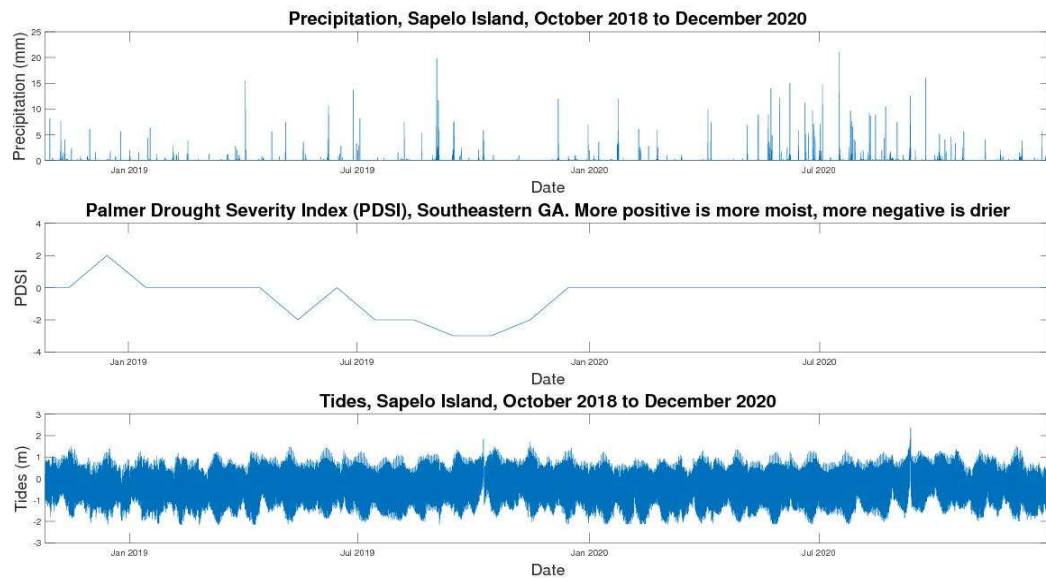 Precipitation, Sapelo Island, October 2018 to December 2020
Precipitation (mm)
25
20
15
10
5
0
Jan 2019 Jul 2019 Jan 2020 Jul 2020
Date
Palmer Drought Severity Index (PDSI), Southeastern GA. More positive is more moist, more negative is drier
PDSI
4
2
0
-2
-4
Jan 2019 Jul 2019 Jan 2020 Jul 2020
Date
Tides, Sapelo Island, October 2018 to December 2020
Tides (m)
3
2
1
0
-1
-2
-3
Jan 2019 Jul 2019 Jan 2020 Jul 2020
Date